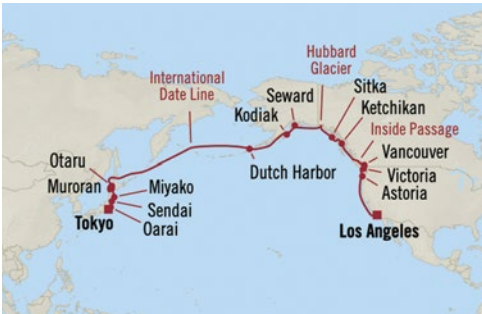 Hubbard
Glacier
International
Date Line
Sitka
Seward
Ketchikan
Kodiak
Inside Passage
Vancouver
Otaru
Dutch Harbor
Victoria
Muroran
Miyako
Astoria
Sendai
Tokyo
Oarai
Los Angeles